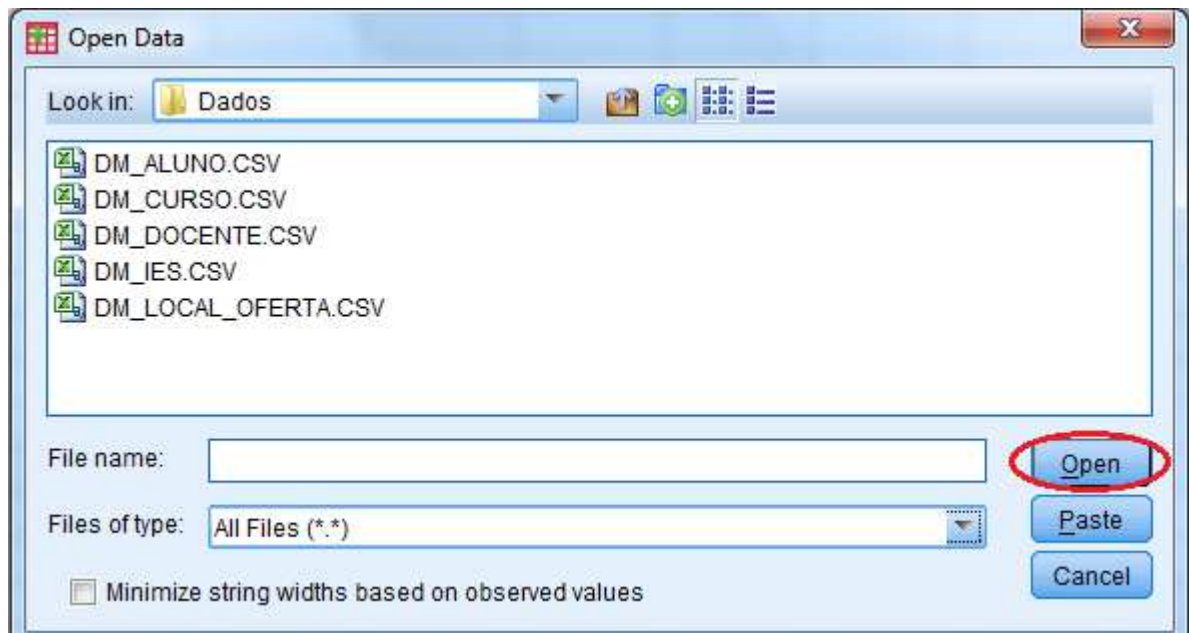 Open Data
Look in: Dados
DM_ALUNO.CSV
DM_CURSO.CSV
DM_DOCENTE.CSV
DM_IES.CSV
DM_LOCAL_OFERTA.CSV
File name:
Open
Files of type: All Files (*.*)
Paste
Minimize string widths based on observed values
Cancel